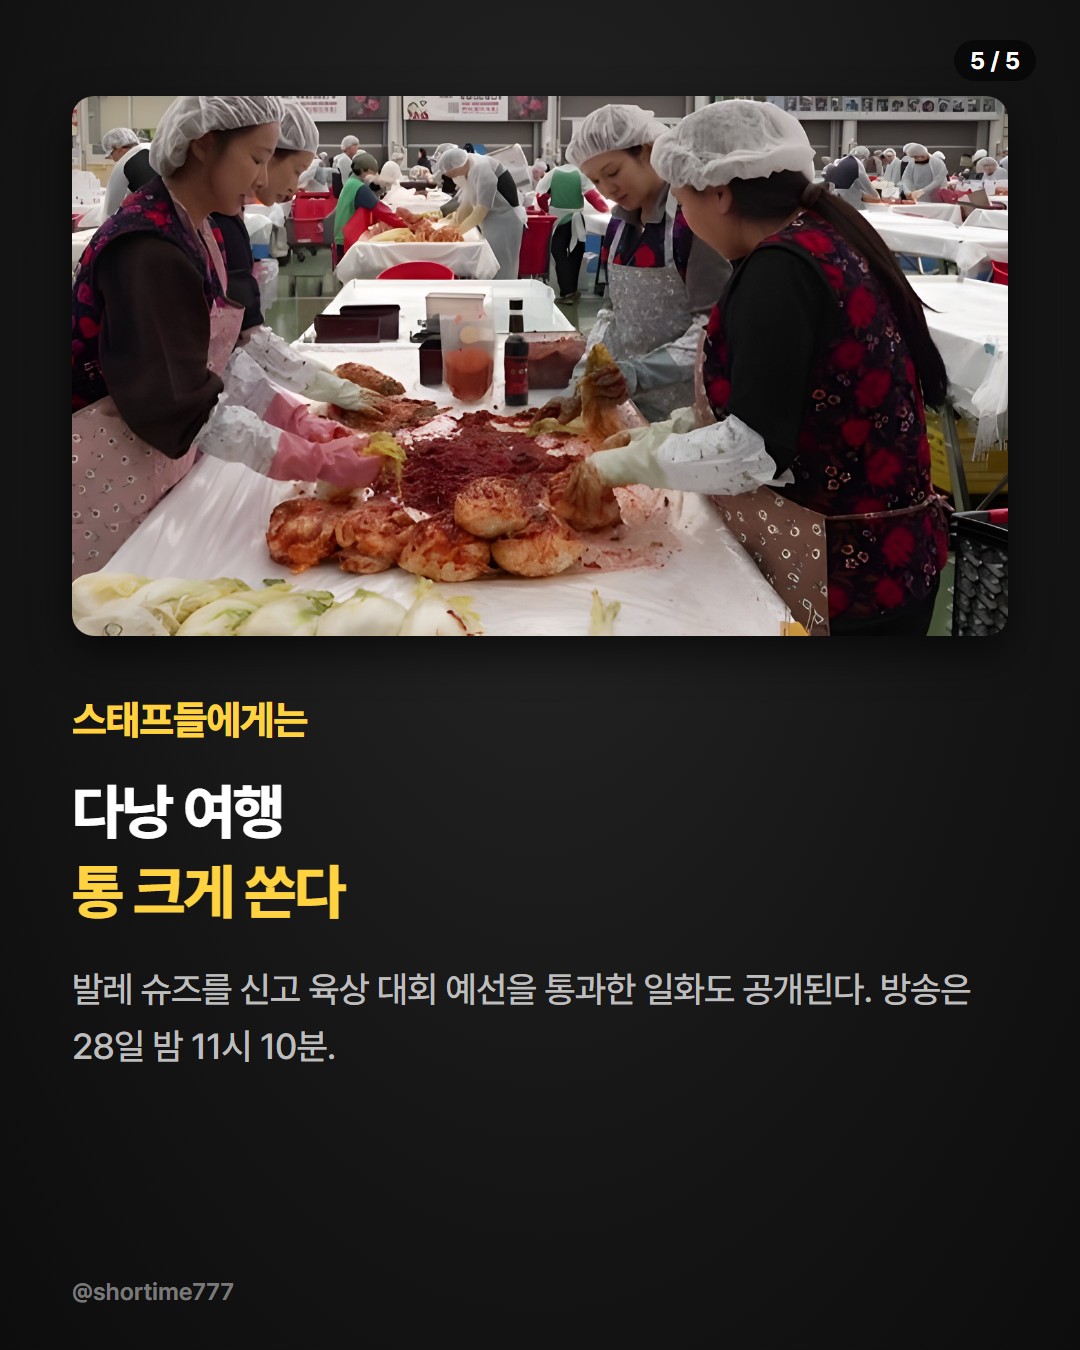 5 / 5
스태프들에게는
다낭 여행
통 크게 쏜다
발레 슈즈를 신고 육상 대회 예선을 통과한 일화도 공개된다. 방송은
28일 밤 11시 10분.
@shortime777